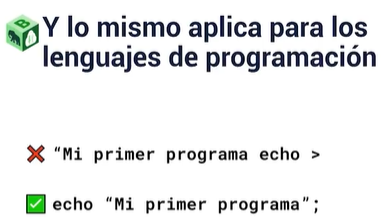 Y lo mismo aplica para los
lenguajes de programación
❌ “Mi primer programa echo >
✅ echo “Mi primer programa”;